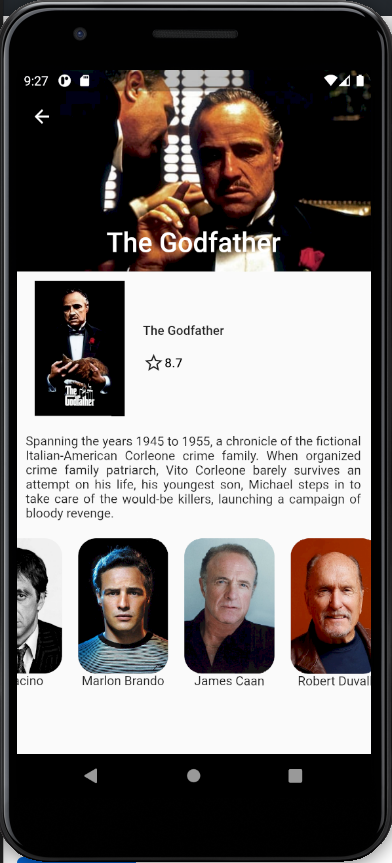 9:27
The Godfather
The
Godfather
The Godfather
8.7
Spanning the years 1945 to 1955, a chronicle of the fictional
Italian-American Corleone crime family. When organized
crime family patriarch, Vito Corleone barely survives an
attempt on his life, his youngest son, Michael steps in to
take care of the would-be killers, launching a campaign of
bloody revenge.
acino
Marlon Brando
James Caan
Robert Duval